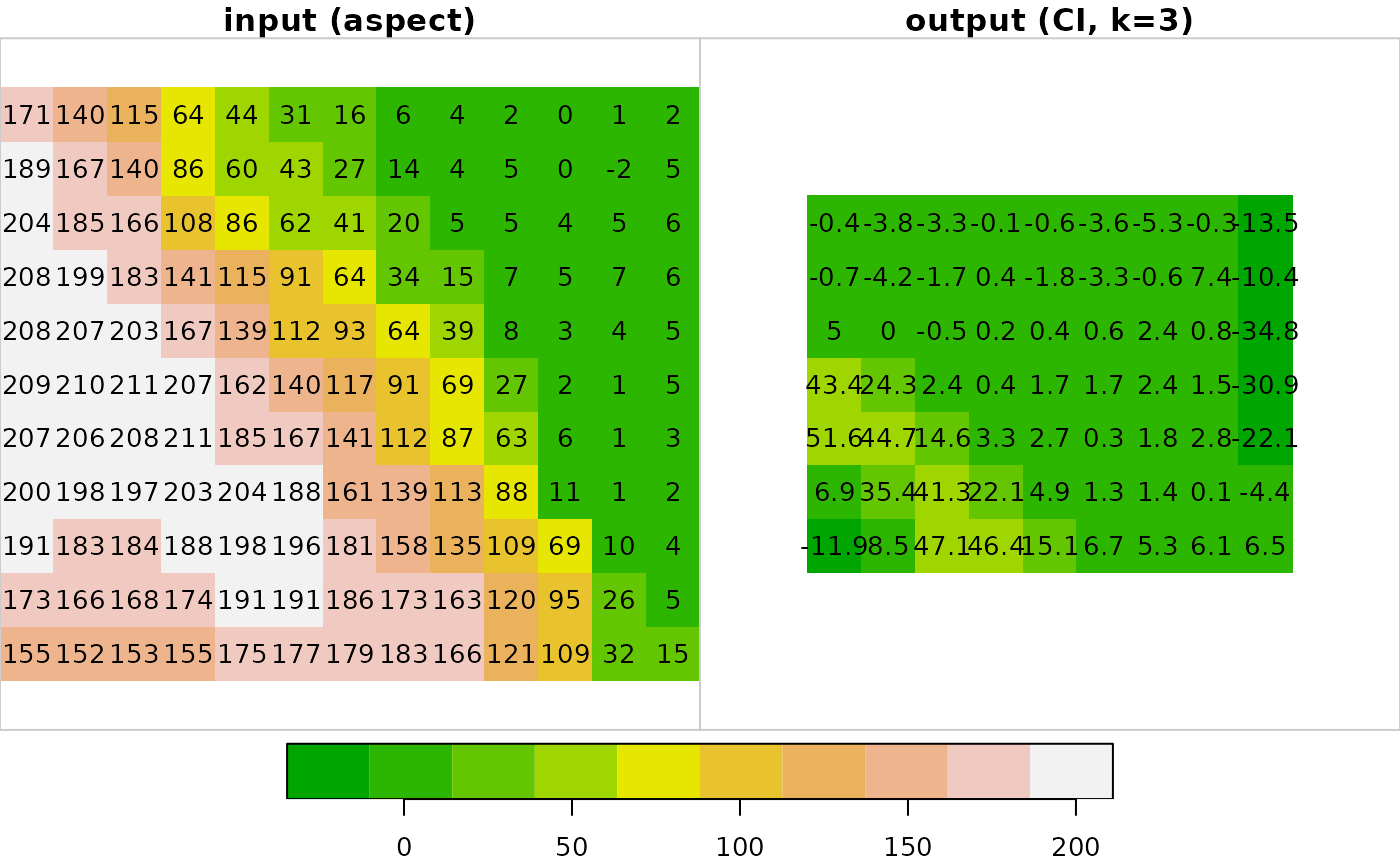 input (aspect)
output (CI, k=3)
171 140 115 64 44 31 16 6 4 2 0 1 2
189 167 140 86 60 43 27 14 4 5 0 -2 5
204 185 166 108 86 62 41 20 5 5 4 5 6
-0.4 -3.8 -3.3 -0.1 -0.6 -3.6 -5.3 -0.3 -13.5
208 199 183 141 115 91 64 34 15 7 5 7 6
-0.7 -4.2 -1.7 0.4 -1.8 -3.3 -0.6 7.4 -10.4
208 207 203 167 139 112 93 64 39 8 3 4 5
5 0 -0.5 0.2 0.4 0.6 2.4 0.8 -34.8
209 210 211 207 162 140 117 91 69 27 2 1 5
43.4 24.3 2.4 0.4 1.7 1.7 2.4 1.5 -30.9
207 206 208 211 185 167 141 112 87 63 6 1 3
51.6 44.7 14.6 3.3 2.7 0.3 1.8 2.8 -22.1
200 198 197 203 204 188 161 139 113 88 11 1 2
6.9 35.4 41.3 22.1 4.9 1.3 1.4 0.1 -4.4
191 183 184 188 198 196 181 158 135 109 69 10 4
-11.9 8.5 47.1 46.4 15.1 6.7 5.3 6.1 6.5
173 166 168 174 191 191 186 173 163 120 95 26 5
155 152 153 155 175 177 179 183 166 121 109 32 15
0 50 100 150 200